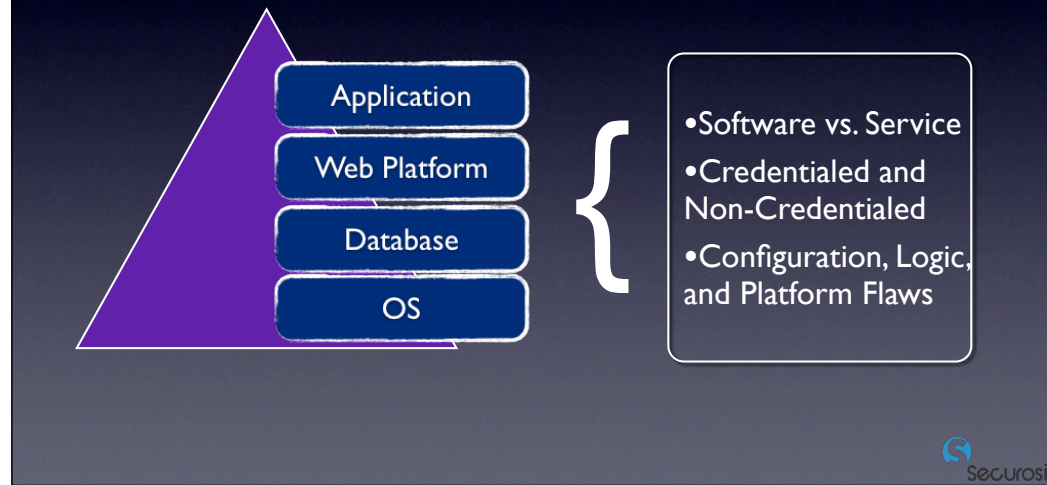 Application
Web Platform
Database
OS
{
•Software vs. Service
•Credentialed and
Non-Credentialed
•Configuration, Logic,
and Platform Flaws
Securosi